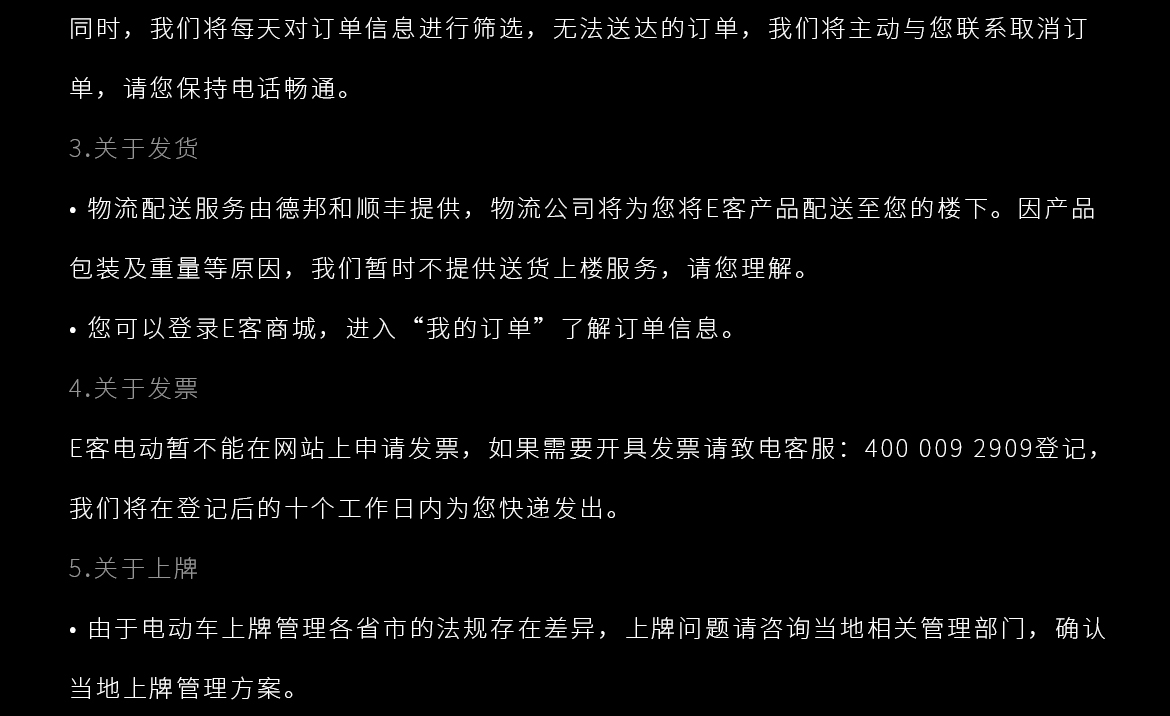 同时，我们将每天对订单信息进行筛选，无法送达的订单，我们将主动与您联系取消订
单，请您保持电话畅通。
3.关于发货
• 物流配送服务由德邦和顺丰提供，物流公司将为您将E客产品配送至您的楼下。因产品
包装及重量等原因，我们暂时不提供送货上楼服务，请您理解。
• 您可以登录E客商城，进入“我的订单”了解订单信息。
4.关于发票
E客电动暂不能在网站上申请发票，如果需要开具发票请致电客服：400 009 2909登记，
我们将在登记后的十个工作日内为您快递发出。
5.关于上牌
• 由于电动车上牌管理各省市的法规存在差异，上牌问题请咨询当地相关管理部门，确认
当地上牌管理方案。